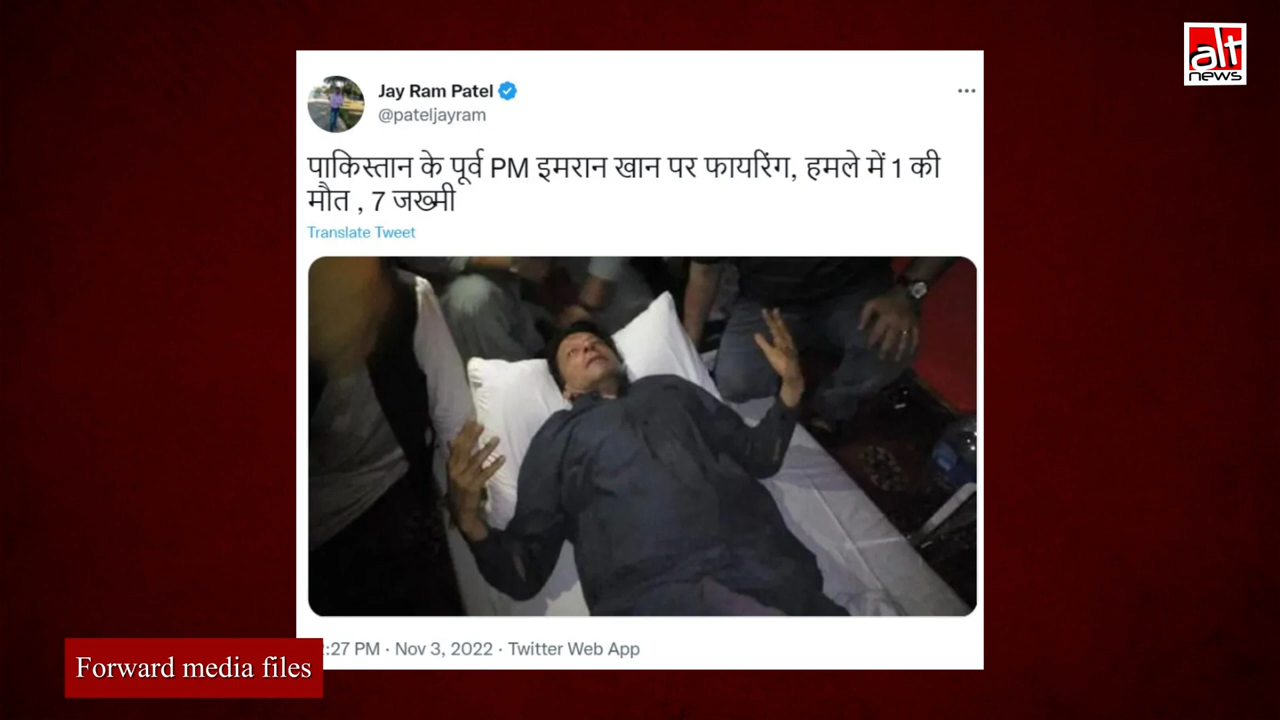 alt
news
Jay Ram Patel
@pateljayram
पाकिस्तान के पूर्व PM इमरान खान पर फायरिंग, हमले में 1 की
मौत , 7 जख्मी
Translate Tweet
:27 PM · Nov 3, 2022 · Twitter Web App
Forward media files